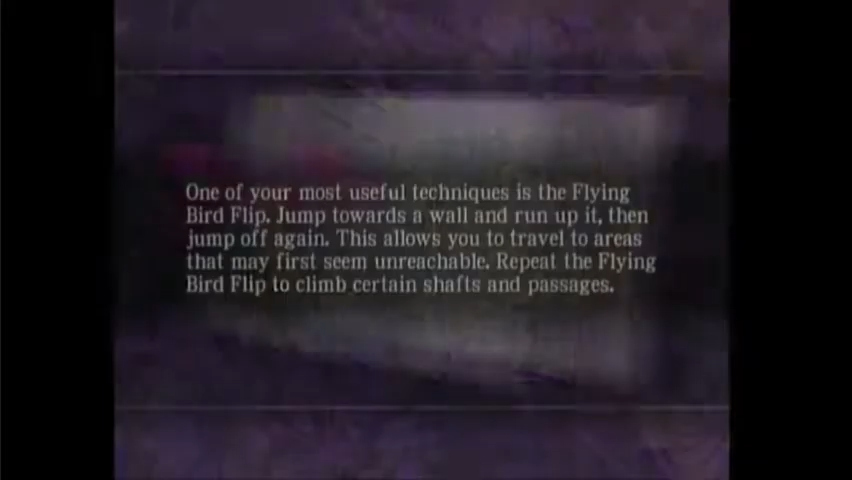 One of your most useful techniques is the Flying
Bird Flip. Jump towards a wall and run up it, then
jump off again. This allows you to travel to areas
that may first seem unreachable. Repeat the Flying
Bird Flip to climb certain shafts and passages.